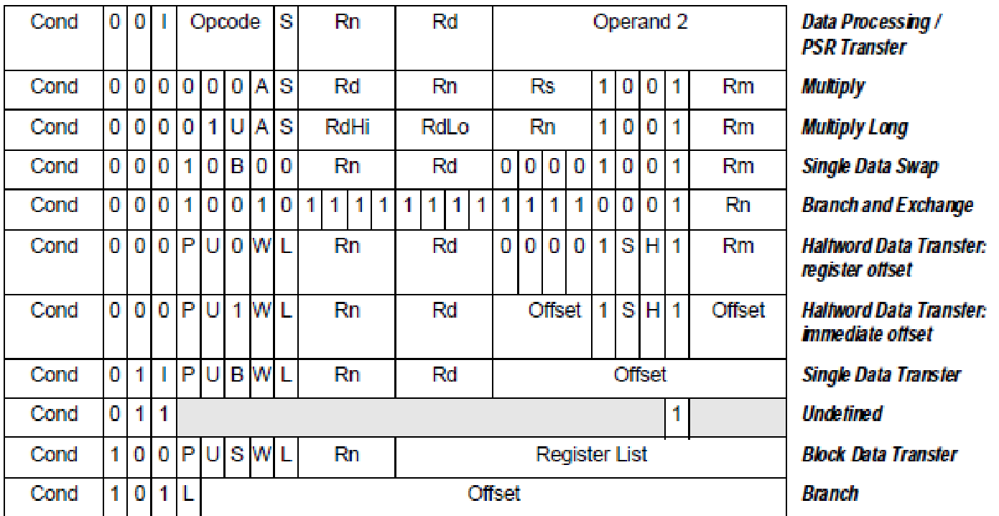 Cond 0 0 I Opcode S Rn Rd Operand 2 Data Processing /
PSR Transfer
Cond 0 0 0 0 0 0 A S Rd Rn Rs 1 0 0 1 Rm Multiply
Cond 0 0 0 0 1 U A S RdHi RdLo Rn 1 0 0 1 Rm Multiply Long
Cond 0 0 0 1 0 B 0 0 Rn Rd 0 0 0 0 1 0 0 1 Rm Single Data Swap
Cond 0 0 0 1 0 0 1 0 1 1 1 1 1 1 1 1 1 1 1 1 0 0 0 1 Rn Branch and Exchange
Cond 0 0 0 P U 0 W L Rn Rd 0 0 0 0 1 S H 1 Rm Halfword Data Transfer:
register offset
Cond 0 0 0 P U 1 W L Rn Rd Offset 1 S H 1 Offset Halfword Data Transfer:
immediate offset
Cond 0 1 I P U B W L Rn Rd Offset Single Data Transfer
Cond 0 1 1 1 Undefined
Cond 1 0 0 P U S W L Rn Register List Block Data Transfer
Cond 1 0 1 L Offset Branch